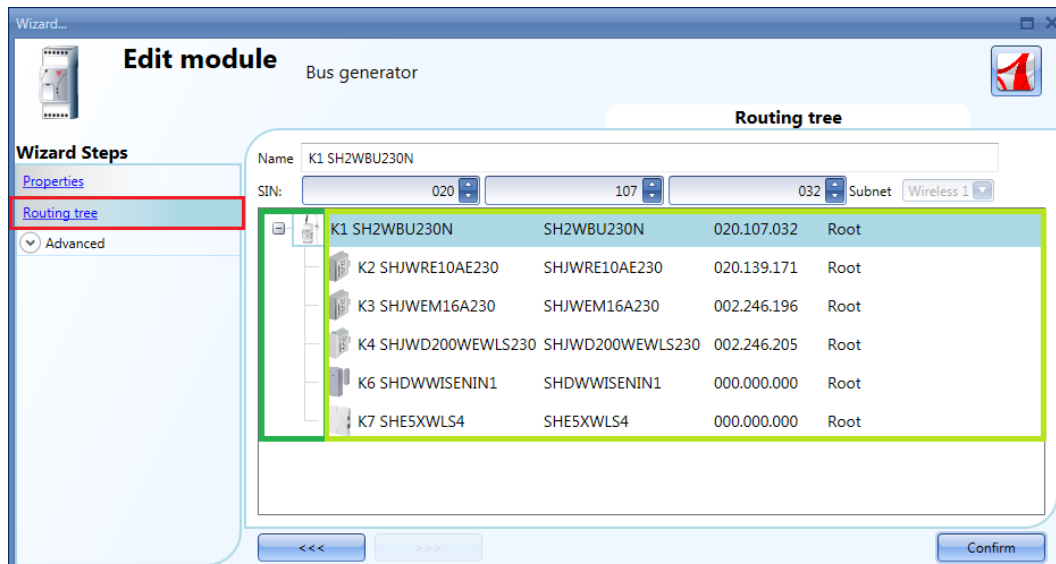 Wizard...
Edit module
Bus generator
Routing tree
Wizard Steps
Properties
Routing tree
Advanced
Name K1 SH2WBU230N
SIN: 020 107 032 Subnet Wireless 1
K1 SH2WBU230N SH2WBU230N 020.107.032 Root
K2 SHJWRE10AE230 SHJWRE10AE230 020.139.171 Root
K3 SHJWEM16A230 SHJWEM16A230 002.246.196 Root
K4 SHJWD200WEWLS230 SHJWD200WEWLS230 002.246.205 Root
K6 SHDWWISENIN1 SHDWWISENIN1 000.000.000 Root
K7 SHE5XWLS4 SHE5XWLS4 000.000.000 Root
<<< >>> Confirm